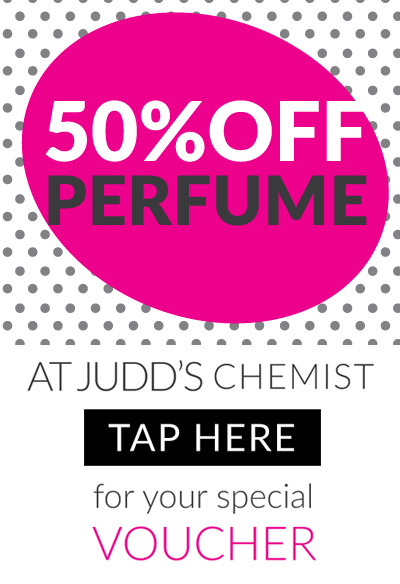 50%OFF
PERFUME
AT JUDD'S CHEMIST
TAP HERE
for your special
VOUCHER